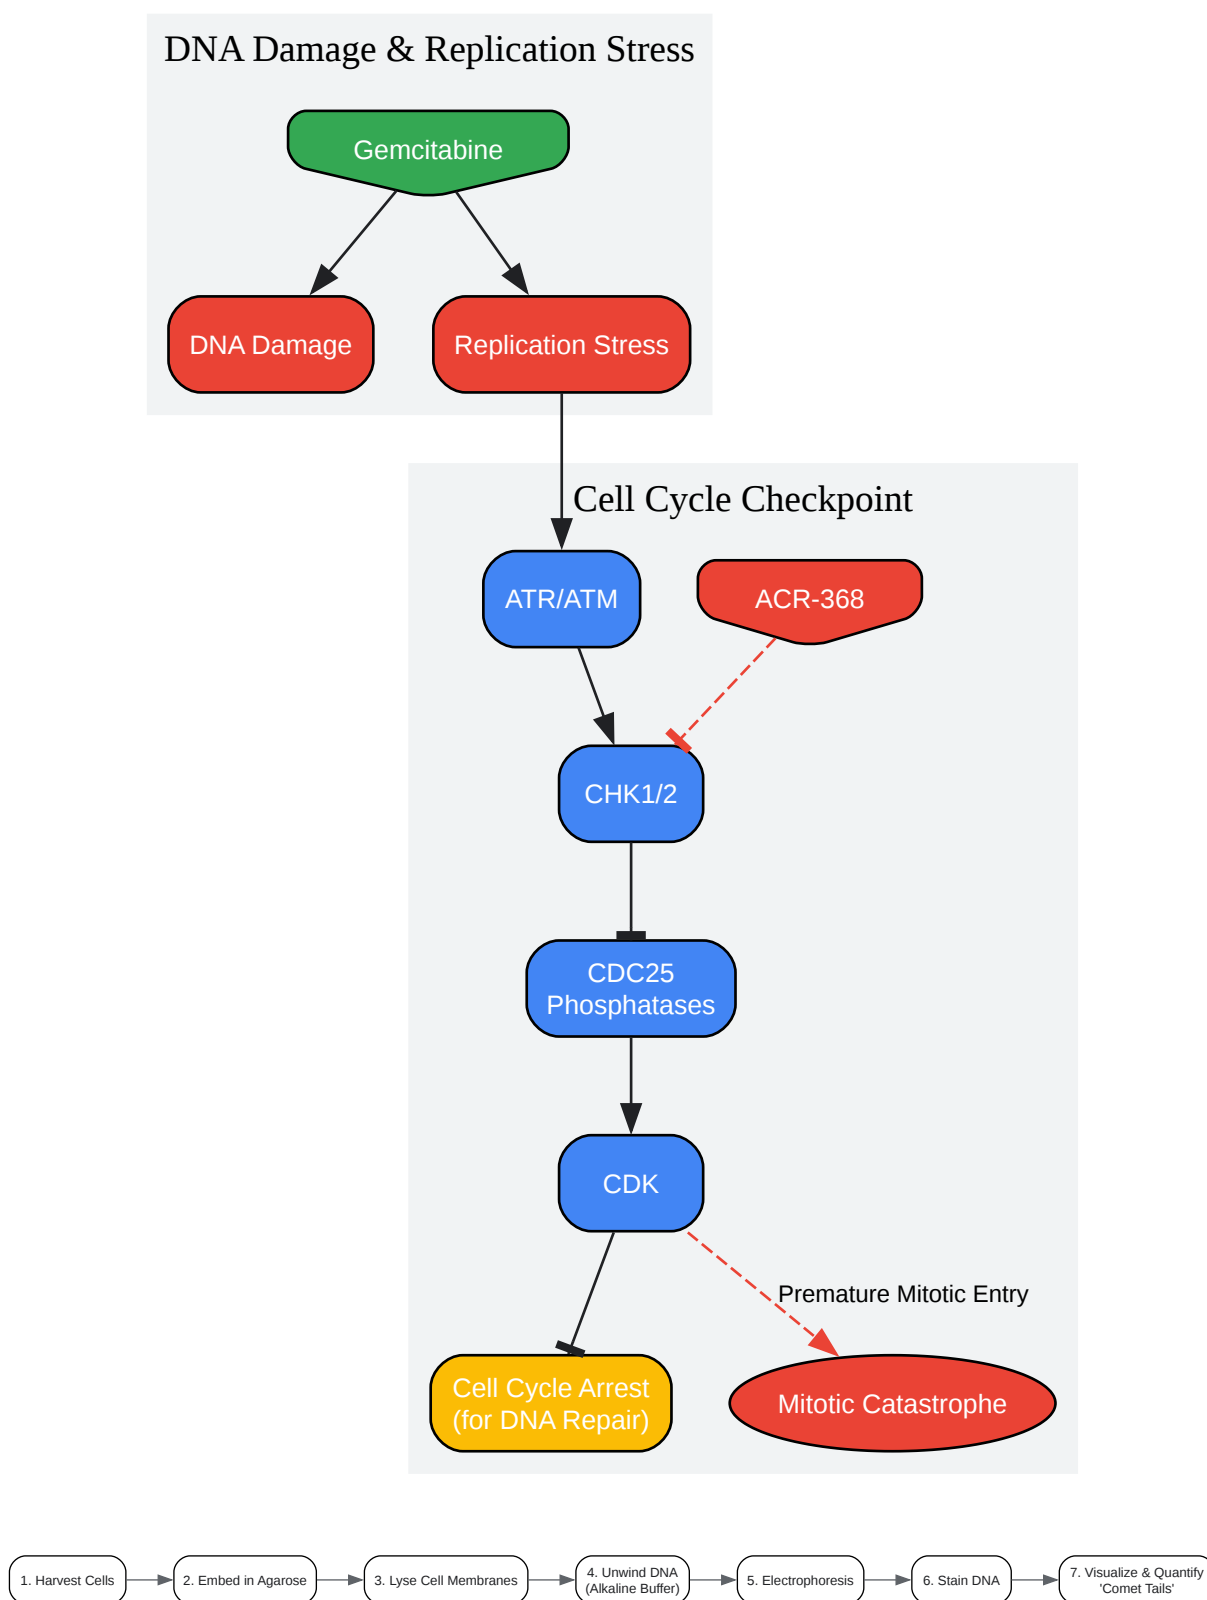 DNA Damage & Replication Stress
Gemcitabine
DNA Damage
Replication Stress
Cell Cycle Checkpoint
ATR/ATM
ACR-368
CHK1/2
CDC25
Phosphatases
CDK
Premature Mitotic Entry
Cell Cycle Arrest
(for DNA Repair)
Mitotic Catastrophe
1. Harvest Cells
2. Embed in Agarose
3. Lyse Cell Membranes
4. Unwind DNA
(Alkaline Buffer)
5. Electrophoresis
6. Stain DNA
7. Visualize & Quantify
'Comet Tails'